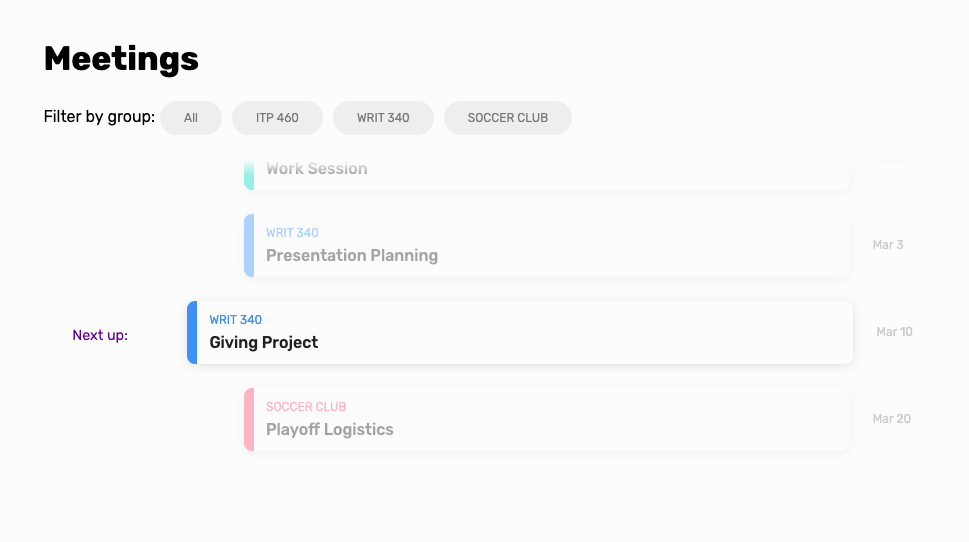 Meetings
Filter by group: All ITP 460 WRIT 340 SOCCER CLUB
Work Session
WRIT 340
Presentation Planning
Mar 3
Next up:
WRIT 340
Giving Project
Mar 10
SOCCER CLUB
Playoff Logistics
Mar 20